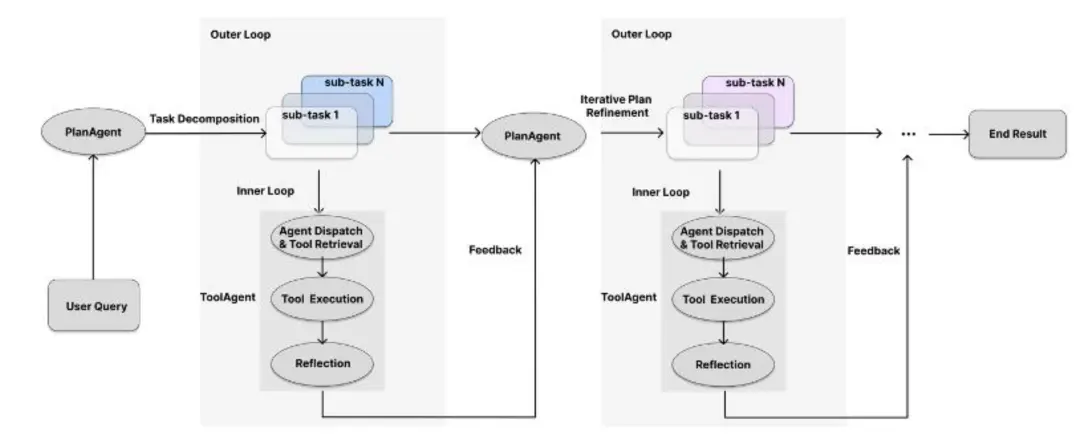 Outer Loop
sub-task N
sub-task 1
PlanAgent
Task Decomposition
Inner Loop
Agent Dispatch
& Tool Retrieval
ToolAgent
Tool Execution
Reflection
User Query
Feedback
PlanAgent
Outer Loop
Iterative Plan
Refinement
sub-task N
sub-task 1
Inner Loop
Agent Dispatch
& Tool Retrieval
ToolAgent
Tool Execution
Reflection
Feedback
...
End Result